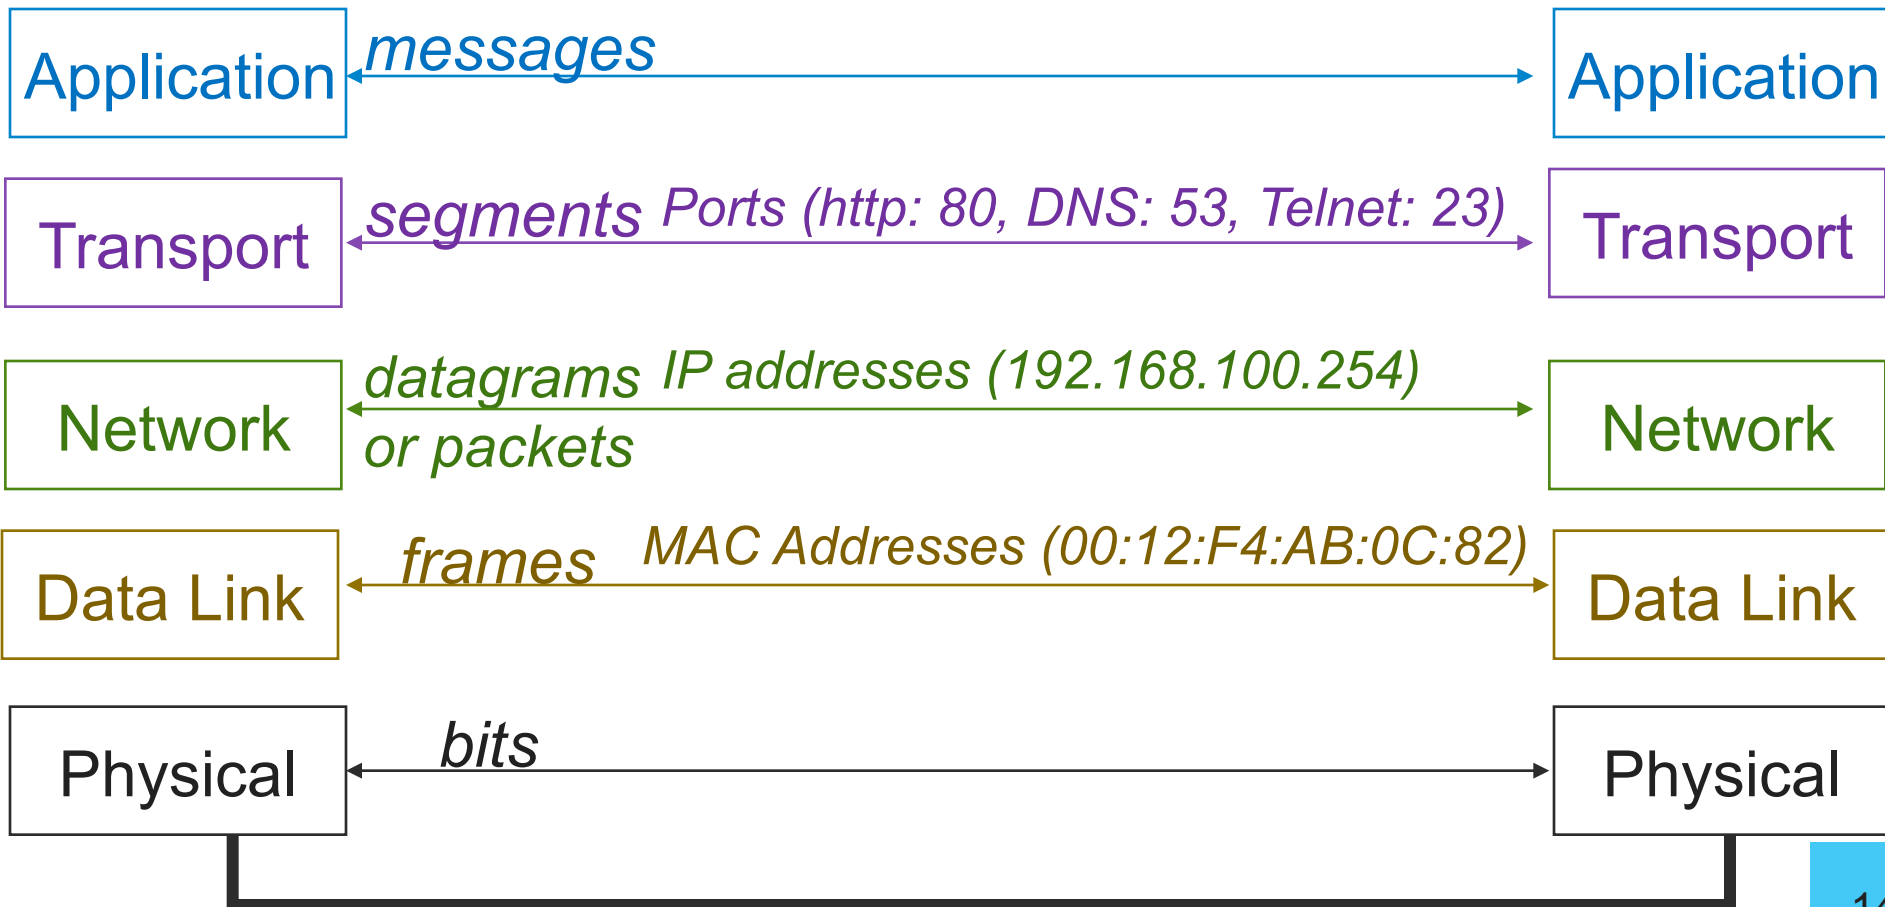 Application messages Application
Transport segments Ports (http: 80, DNS: 53, Telnet: 23) Transport
datagrams IP addresses (192.168.100.254)
Network Network
or packets
frames MAC Addresses (00:12:F4:AB:0C:82)
Data Link Data Link
bits
Physical Physical